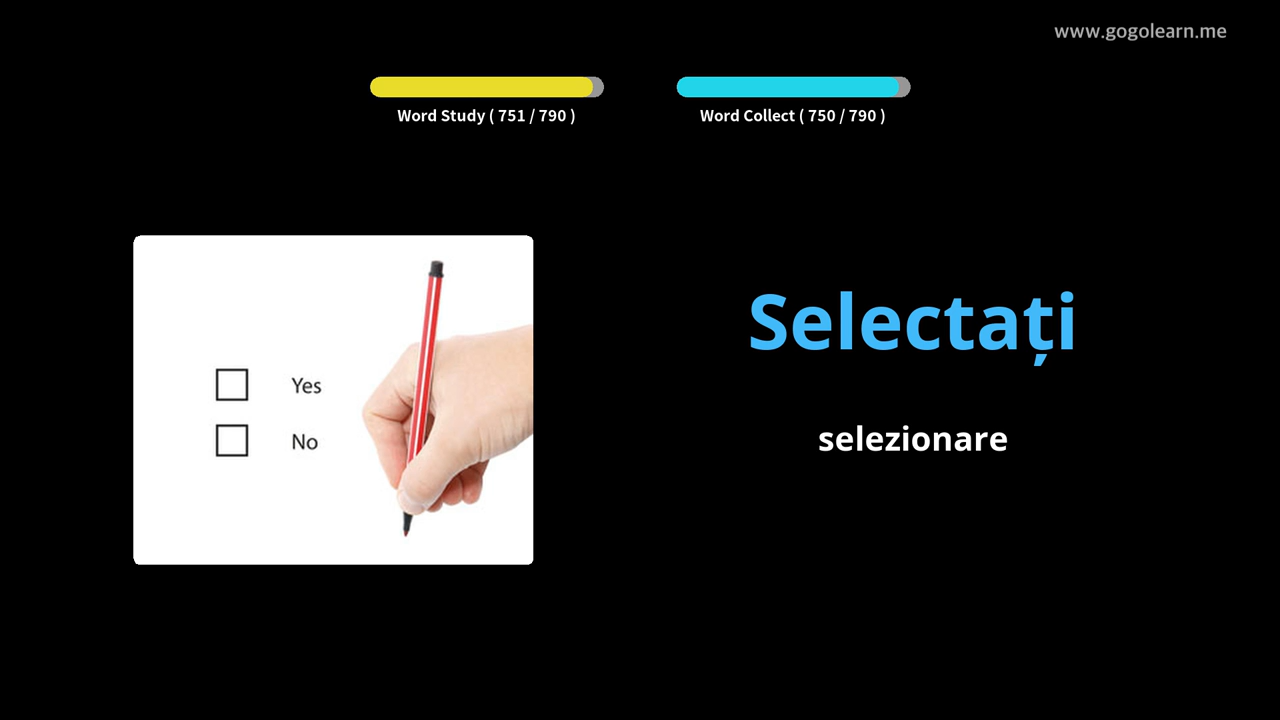 www.gogolearn.me
Word Study ( 751 / 790 )
Word Collect ( 750 / 790 )
Yes
No
Selectați
selezionare